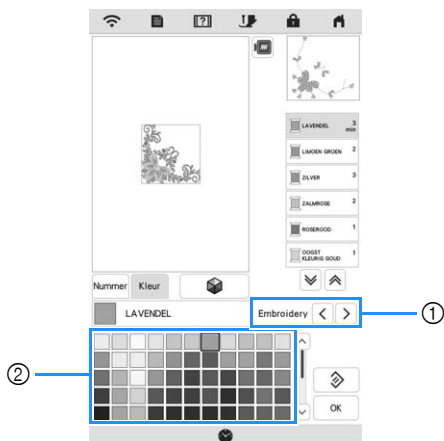 LAVENDEL 3 min
LIMOEN GROEN 2
ZILVER 3
ZALMROSE 2
ROSEROOD 1
OOGST KLEURIG GOUD 1
Nummer Kleur
LAVENDEL Embroidery < >
①
②
OK